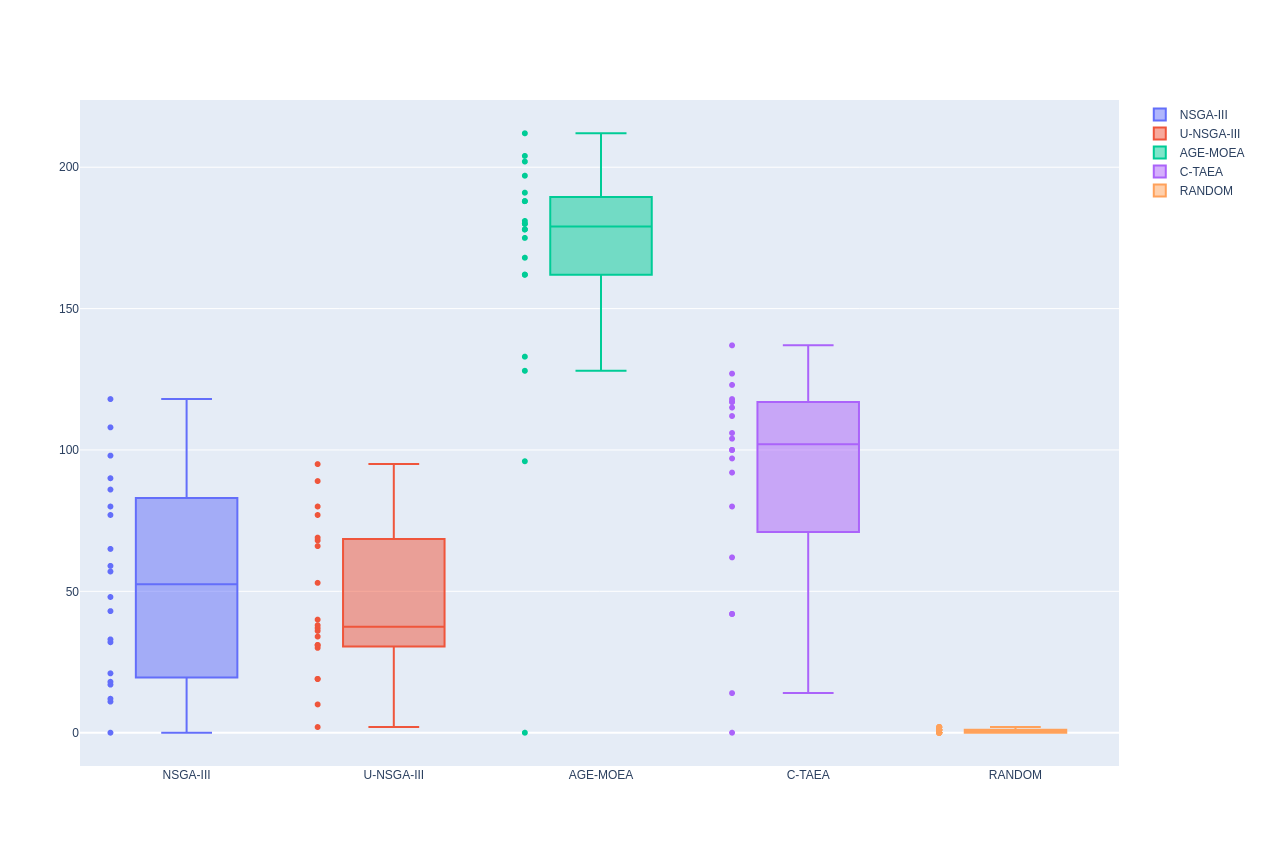 200
150
100
50
0
NSGA-III
U-NSGA-III
AGE-MOEA
C-TAEA
RANDOM
NSGA-III
U-NSGA-III
AGE-MOEA
C-TAEA
RANDOM